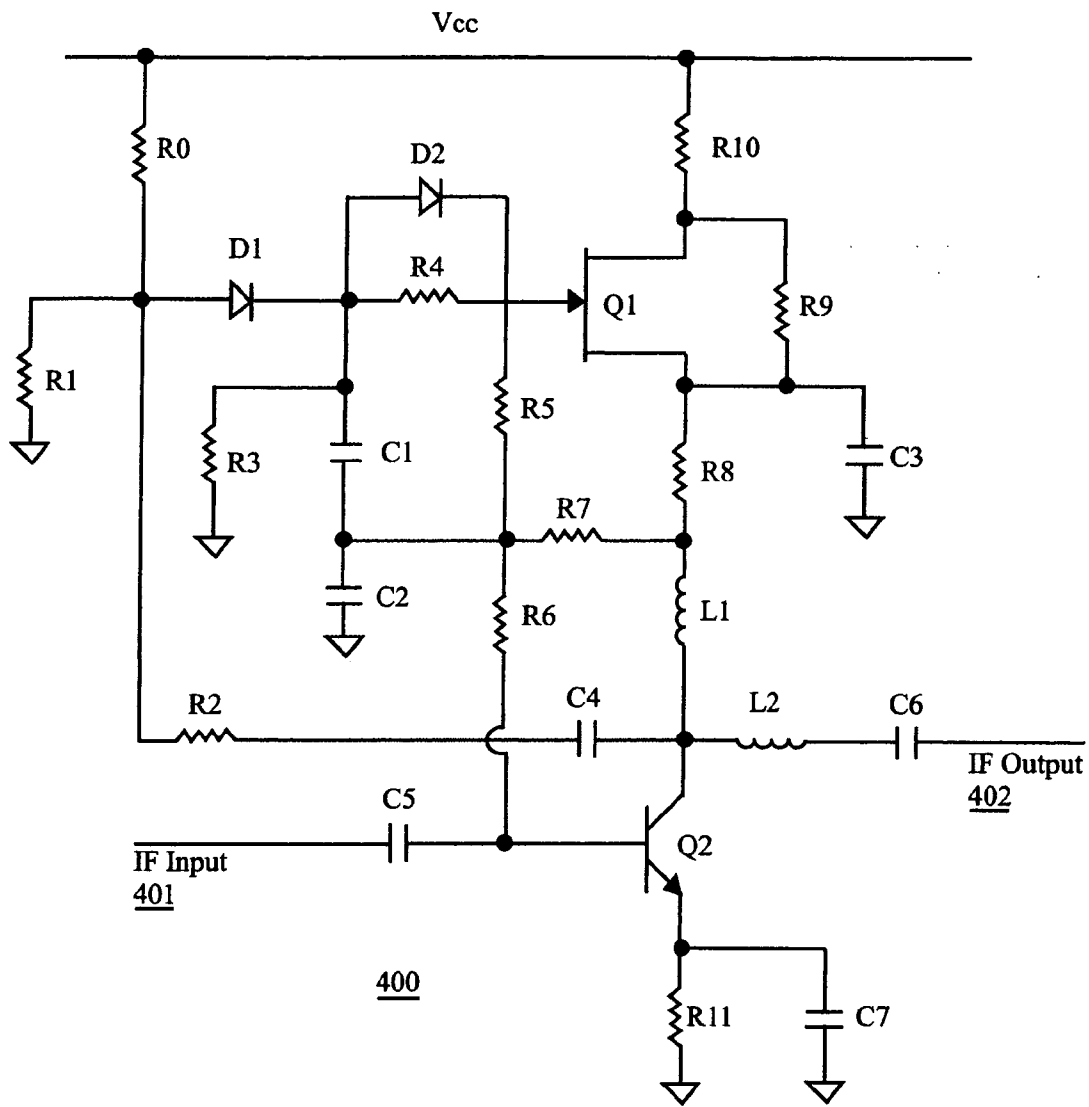 Vcc
R0
R10
D2
D1
R4
Q1
R9
R1
R5
R3
C1
R8
C3
R7
C2
R6
L1
R2
C4
L2
C6
IF Output
402
C5
Q2
IF Input
401
400
R11
C7